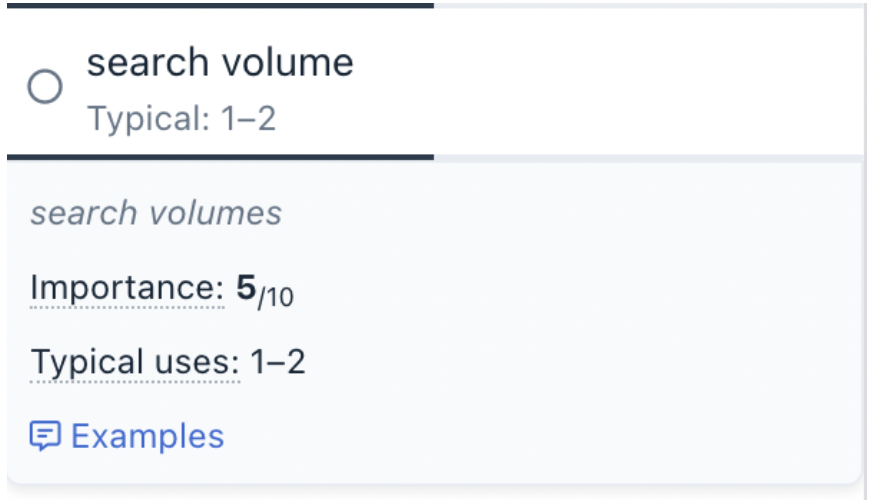 search volume
Typical: 1–2
search volumes
Importance: 5/10
Typical uses: 1–2
Examples